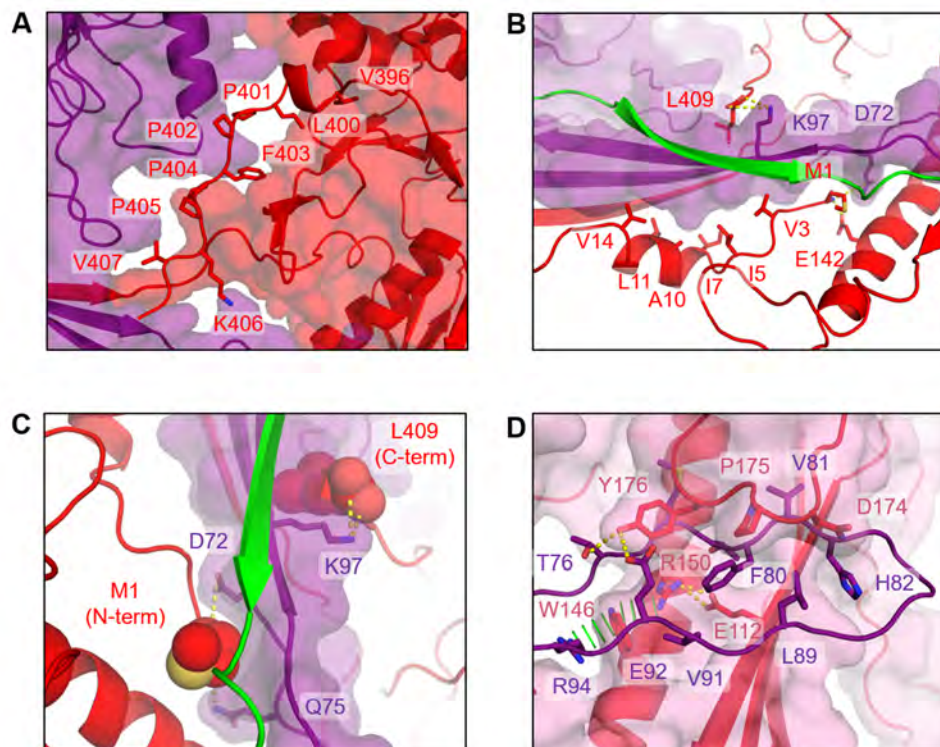 A
P401
V396
P402
L400
P404
F403
P405
V407
K406
B
L409
K97
D72
M1
V14
V3
L11
E142
A10
I7
I5
C
L409
(C-term)
D72
K97
M1
(N-term)
Q75
D
P175
V81
Y176
D174
T76
R150
F80
H82
W146
E112
L89
E92
V91
R94